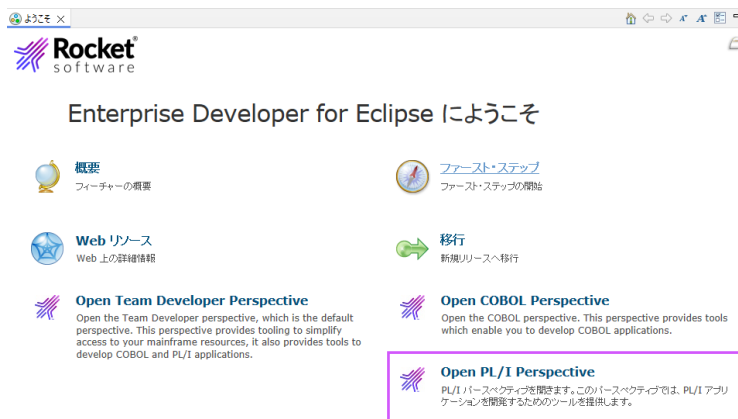 ようこそ
Rocket
software
Enterprise Developer for Eclipse にようこそ
概要
フィーチャーの概要
ファースト・ステップ
ファースト・ステップの開始
Web リソース
Web 上の詳細情報
移行
新規リリースへ移行
Open Team Developer Perspective
Open the Team Developer perspective, which is the default
perspective. This perspective provides tooling to simplify
access to your mainframe resources, it also provides tools to
develop COBOL and PL/I applications.
Open COBOL Perspective
Open the COBOL perspective. This perspective provides tools
which enable you to develop COBOL applications.
Open PL/I Perspective
PL/I パースペクティブを開きます。このパースペクティブでは、PL/I アプリ
ケーションを開発するためのツールを提供します。